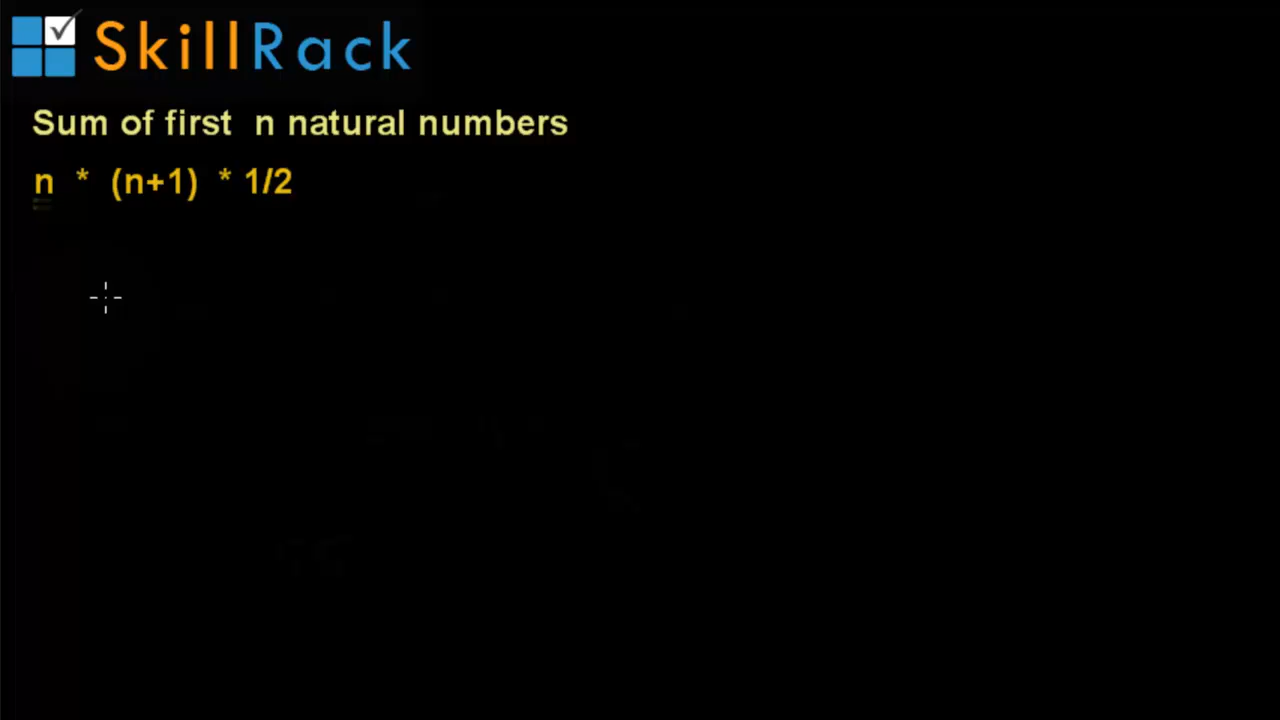 SkillRack
Sum of first n natural numbers
n * (n+1) * 1/2